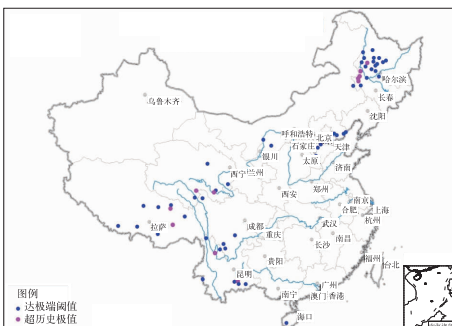 哈尔滨
长春
乌鲁木齐
沈阳
呼和浩特
北京
银川
石家庄
天津
太原
济南
西宁
兰州
西安
郑州
拉萨
成都
重庆
合肥
南京
上海
武汉
杭州
长沙
南昌
贵阳
福州
台北
昆明
南宁
广州
澳门
香港
海口
图例
达极端阈值
超历史极值